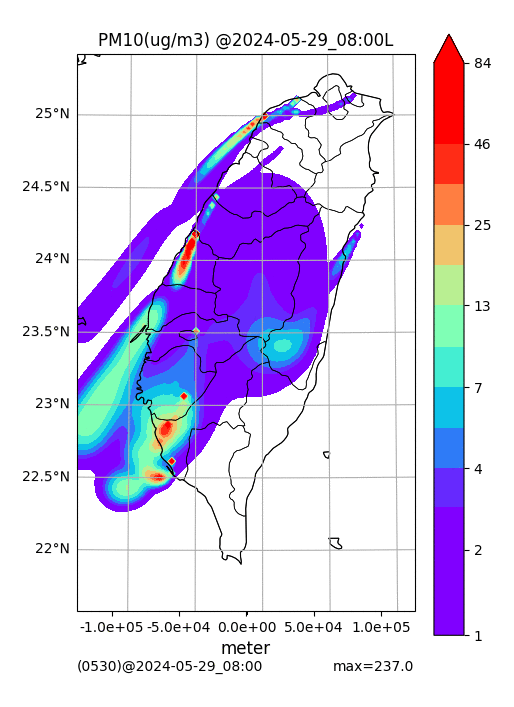 PM10(ug/m3) @2024-05-29_08:00L
84
46
25
13
7
4
2
1
25°N
24.5°N
24°N
23.5°N
23°N
22.5°N
22°N
-1.0e+05 -5.0e+04 0.0e+00 5.0e+04 1.0e+05
meter
(0530)@2024-05-29_08:00 max=237.0